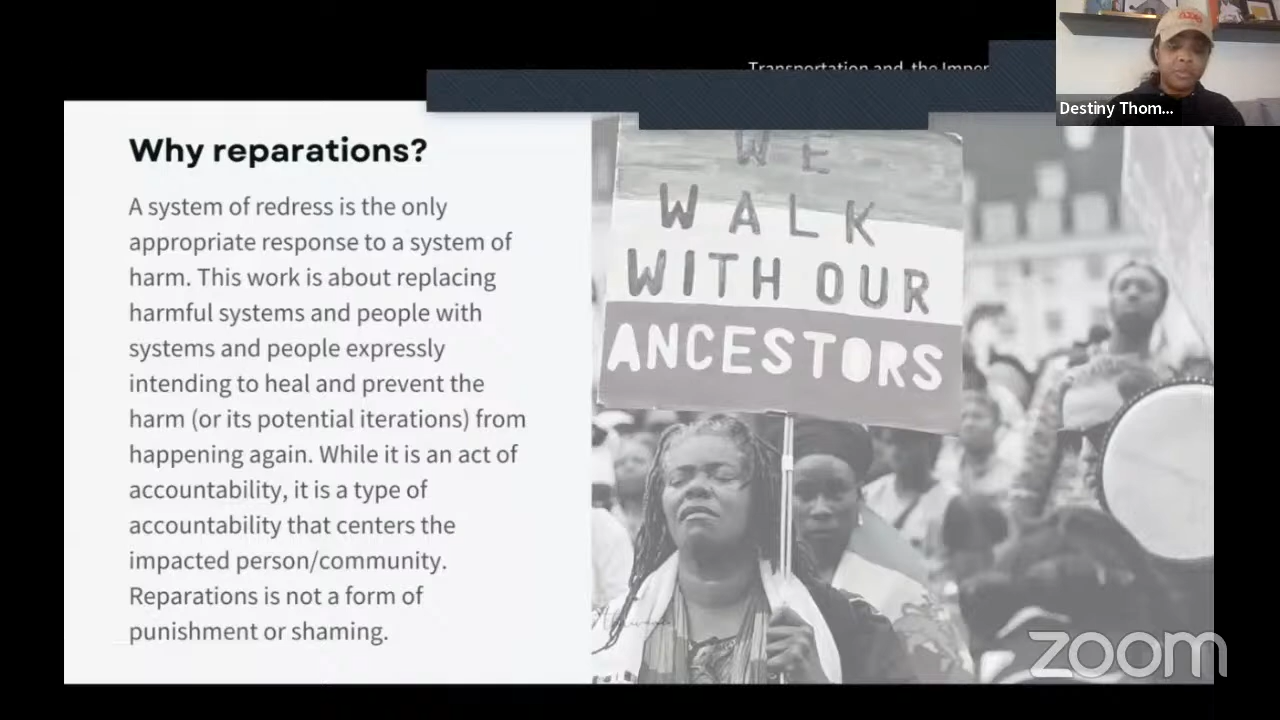 Transportation and the Imper
Destiny Thom...
Why reparations?
A system of redress is the only
appropriate response to a system of
harm. This work is about replacing
harmful systems and people with
systems and people expressly
intending to heal and prevent the
harm (or its potential iterations) from
happening again. While it is an act of
accountability, it is a type of
accountability that centers the
impacted person/community.
Reparations is not a form of
punishment or shaming.
WE
WALK
WITH OUR
ANCESTORS
zoom